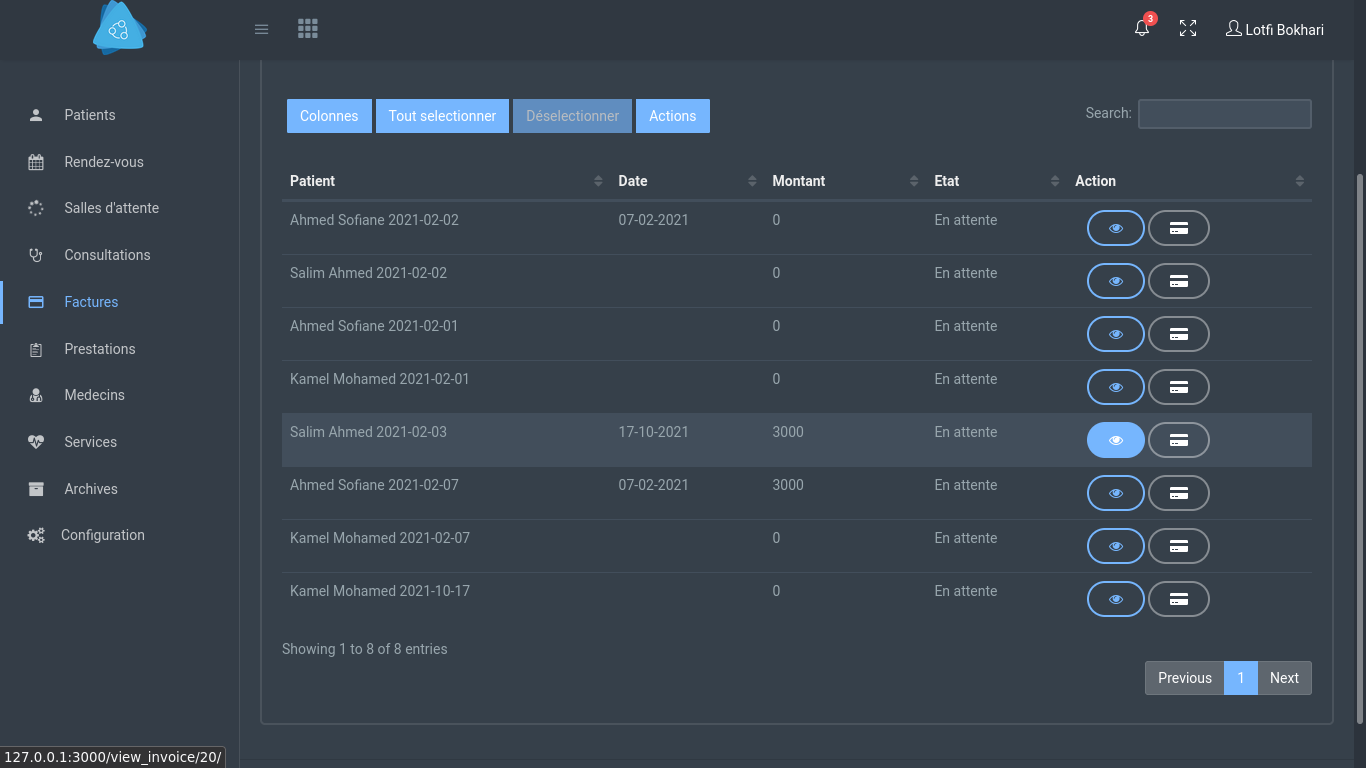 3
Lotfi Bokhari
Patients
Rendez-vous
Salles d'attente
Consultations
Factures
Prestations
Medecins
Services
Archives
Configuration
Colonnes Tout selectionner Déselectionner Actions Search:
Patient Date Montant Etat Action
Ahmed Sofiane 2021-02-02 07-02-2021 0 En attente
Salim Ahmed 2021-02-02 0 En attente
Ahmed Sofiane 2021-02-01 0 En attente
Kamel Mohamed 2021-02-01 0 En attente
Salim Ahmed 2021-02-03 17-10-2021 3000 En attente
Ahmed Sofiane 2021-02-07 07-02-2021 3000 En attente
Kamel Mohamed 2021-02-07 0 En attente
Kamel Mohamed 2021-10-17 0 En attente
Showing 1 to 8 of 8 entries
Previous 1 Next
127.0.0.1:3000/view_invoice/20/